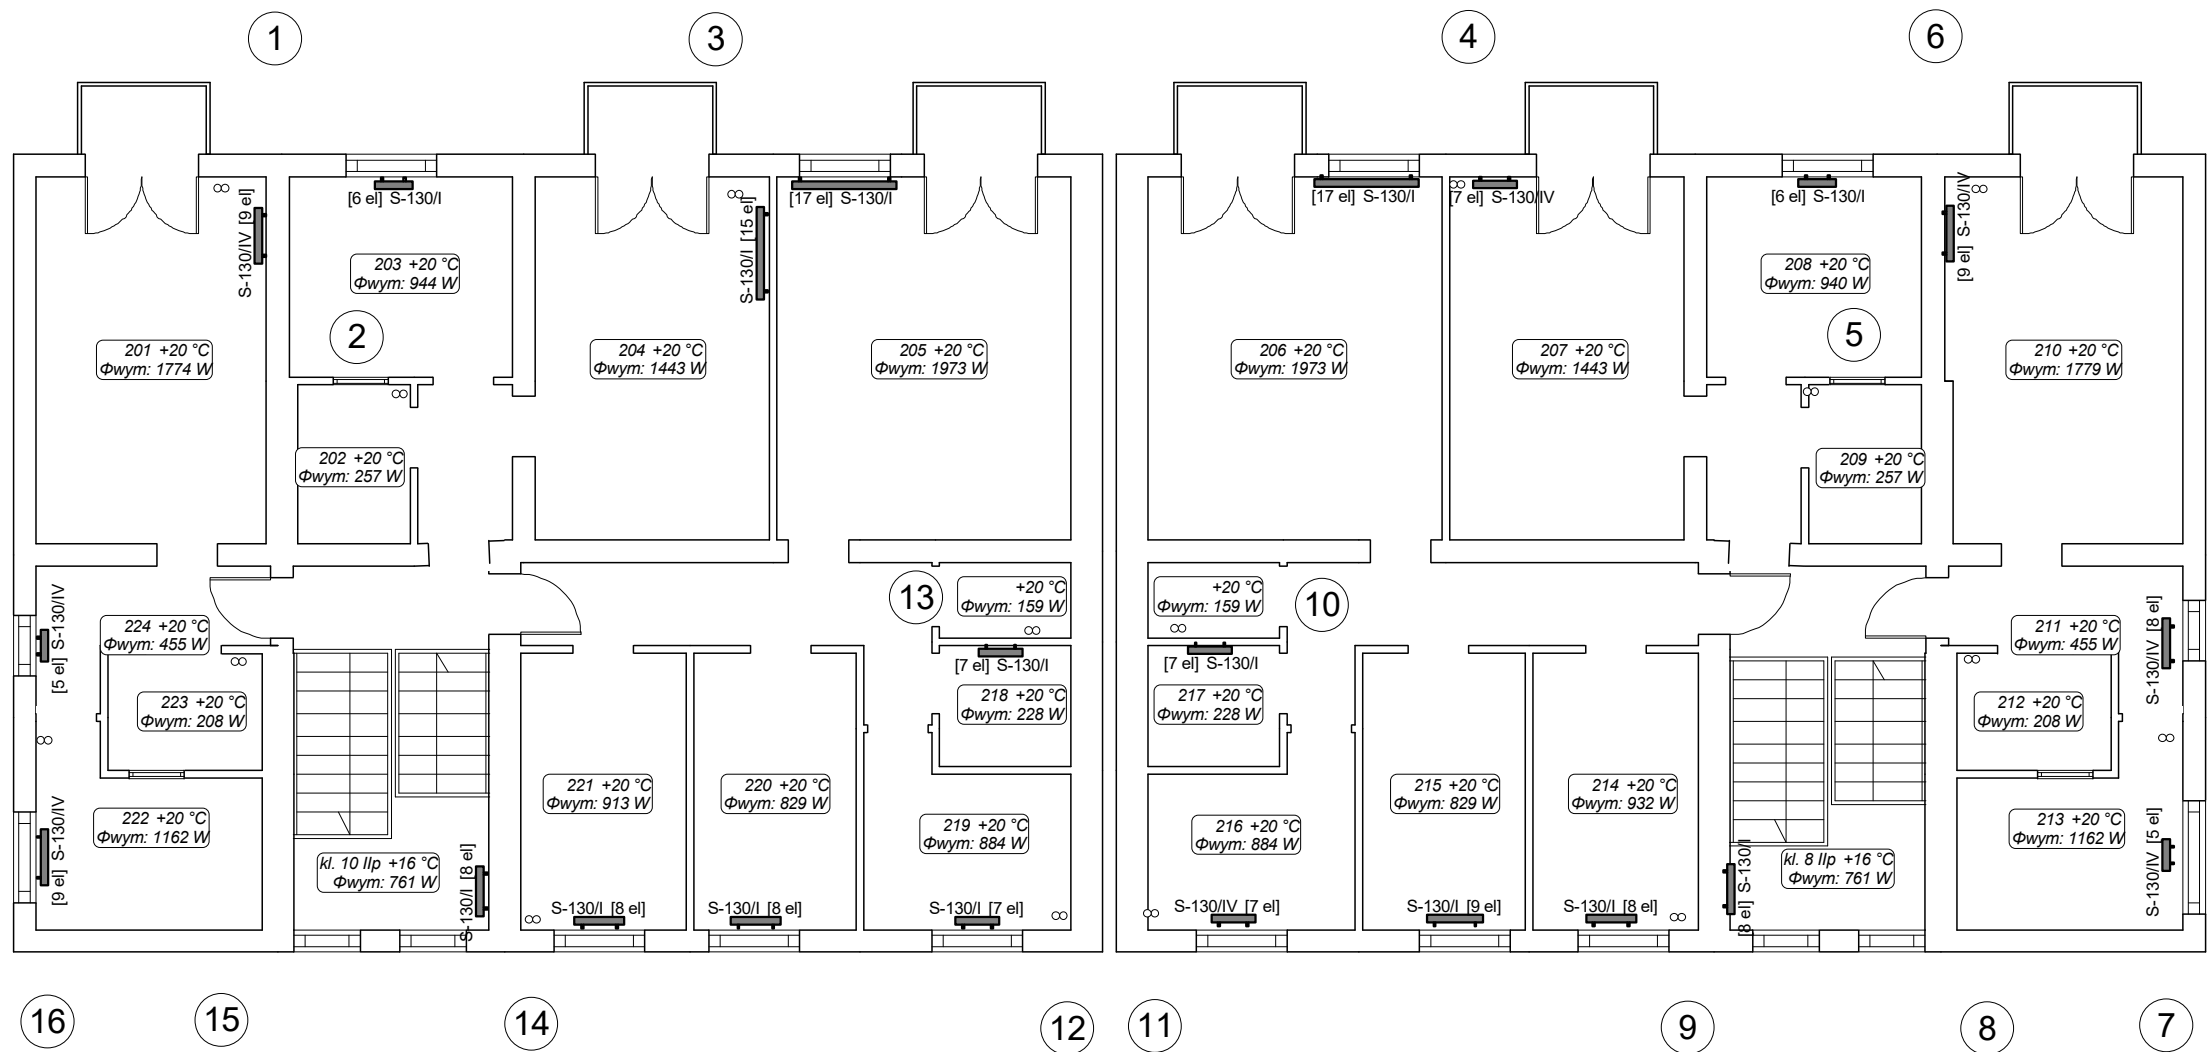 1
3
4
6
[6 el] S-130/I
[17 el] S-130/I
[17 el] S-130/I
[7 el] S-130/IV
[6 el] S-130/I
S-130/IV [9 el]
S-130/I [15 el]
[9 el] S-130/IV
203 +20 °C
Φwym: 944 W
208 +20 °C
Φwym: 940 W
2
5
201 +20 °C
Φwym: 1774 W
204 +20 °C
Φwym: 1443 W
205 +20 °C
Φwym: 1973 W
206 +20 °C
Φwym: 1973 W
207 +20 °C
Φwym: 1443 W
210 +20 °C
Φwym: 1779 W
202 +20 °C
Φwym: 257 W
209 +20 °C
Φwym: 257 W
13
+20 °C
Φwym: 159 W
+20 °C
Φwym: 159 W
10
[5 el] S-130/IV
224 +20 °C
Φwym: 455 W
211 +20 °C
Φwym: 455 W
S-130/IV [8 el]
[7 el] S-130/I
[7 el] S-130/I
223 +20 °C
Φwym: 208 W
218 +20 °C
Φwym: 228 W
217 +20 °C
Φwym: 228 W
212 +20 °C
Φwym: 208 W
221 +20 °C
Φwym: 913 W
220 +20 °C
Φwym: 829 W
215 +20 °C
Φwym: 829 W
214 +20 °C
Φwym: 932 W
[9 el] S-130/IV
222 +20 °C
Φwym: 1162 W
219 +20 °C
Φwym: 884 W
216 +20 °C
Φwym: 884 W
213 +20 °C
Φwym: 1162 W
S-130/IV [5 el]
kl. 10 IIp +16 °C
Φwym: 761 W
S-130/I [8 el]
[8 el] S-130/I
kl. 8 IIp +16 °C
Φwym: 761 W
S-130/I [8 el]
S-130/I [8 el]
S-130/I [7 el]
S-130/IV [7 el]
S-130/I [9 el]
S-130/I [8 el]
16
15
14
12
11
9
8
7